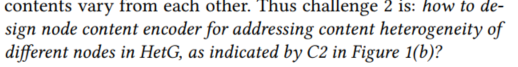 contents vary from each other. Thus challenge 2 is: how to de-
sign node content encoder for addressing content heterogeneity of
different nodes in HetG, as indicated by C2 in Figure 1(b)?